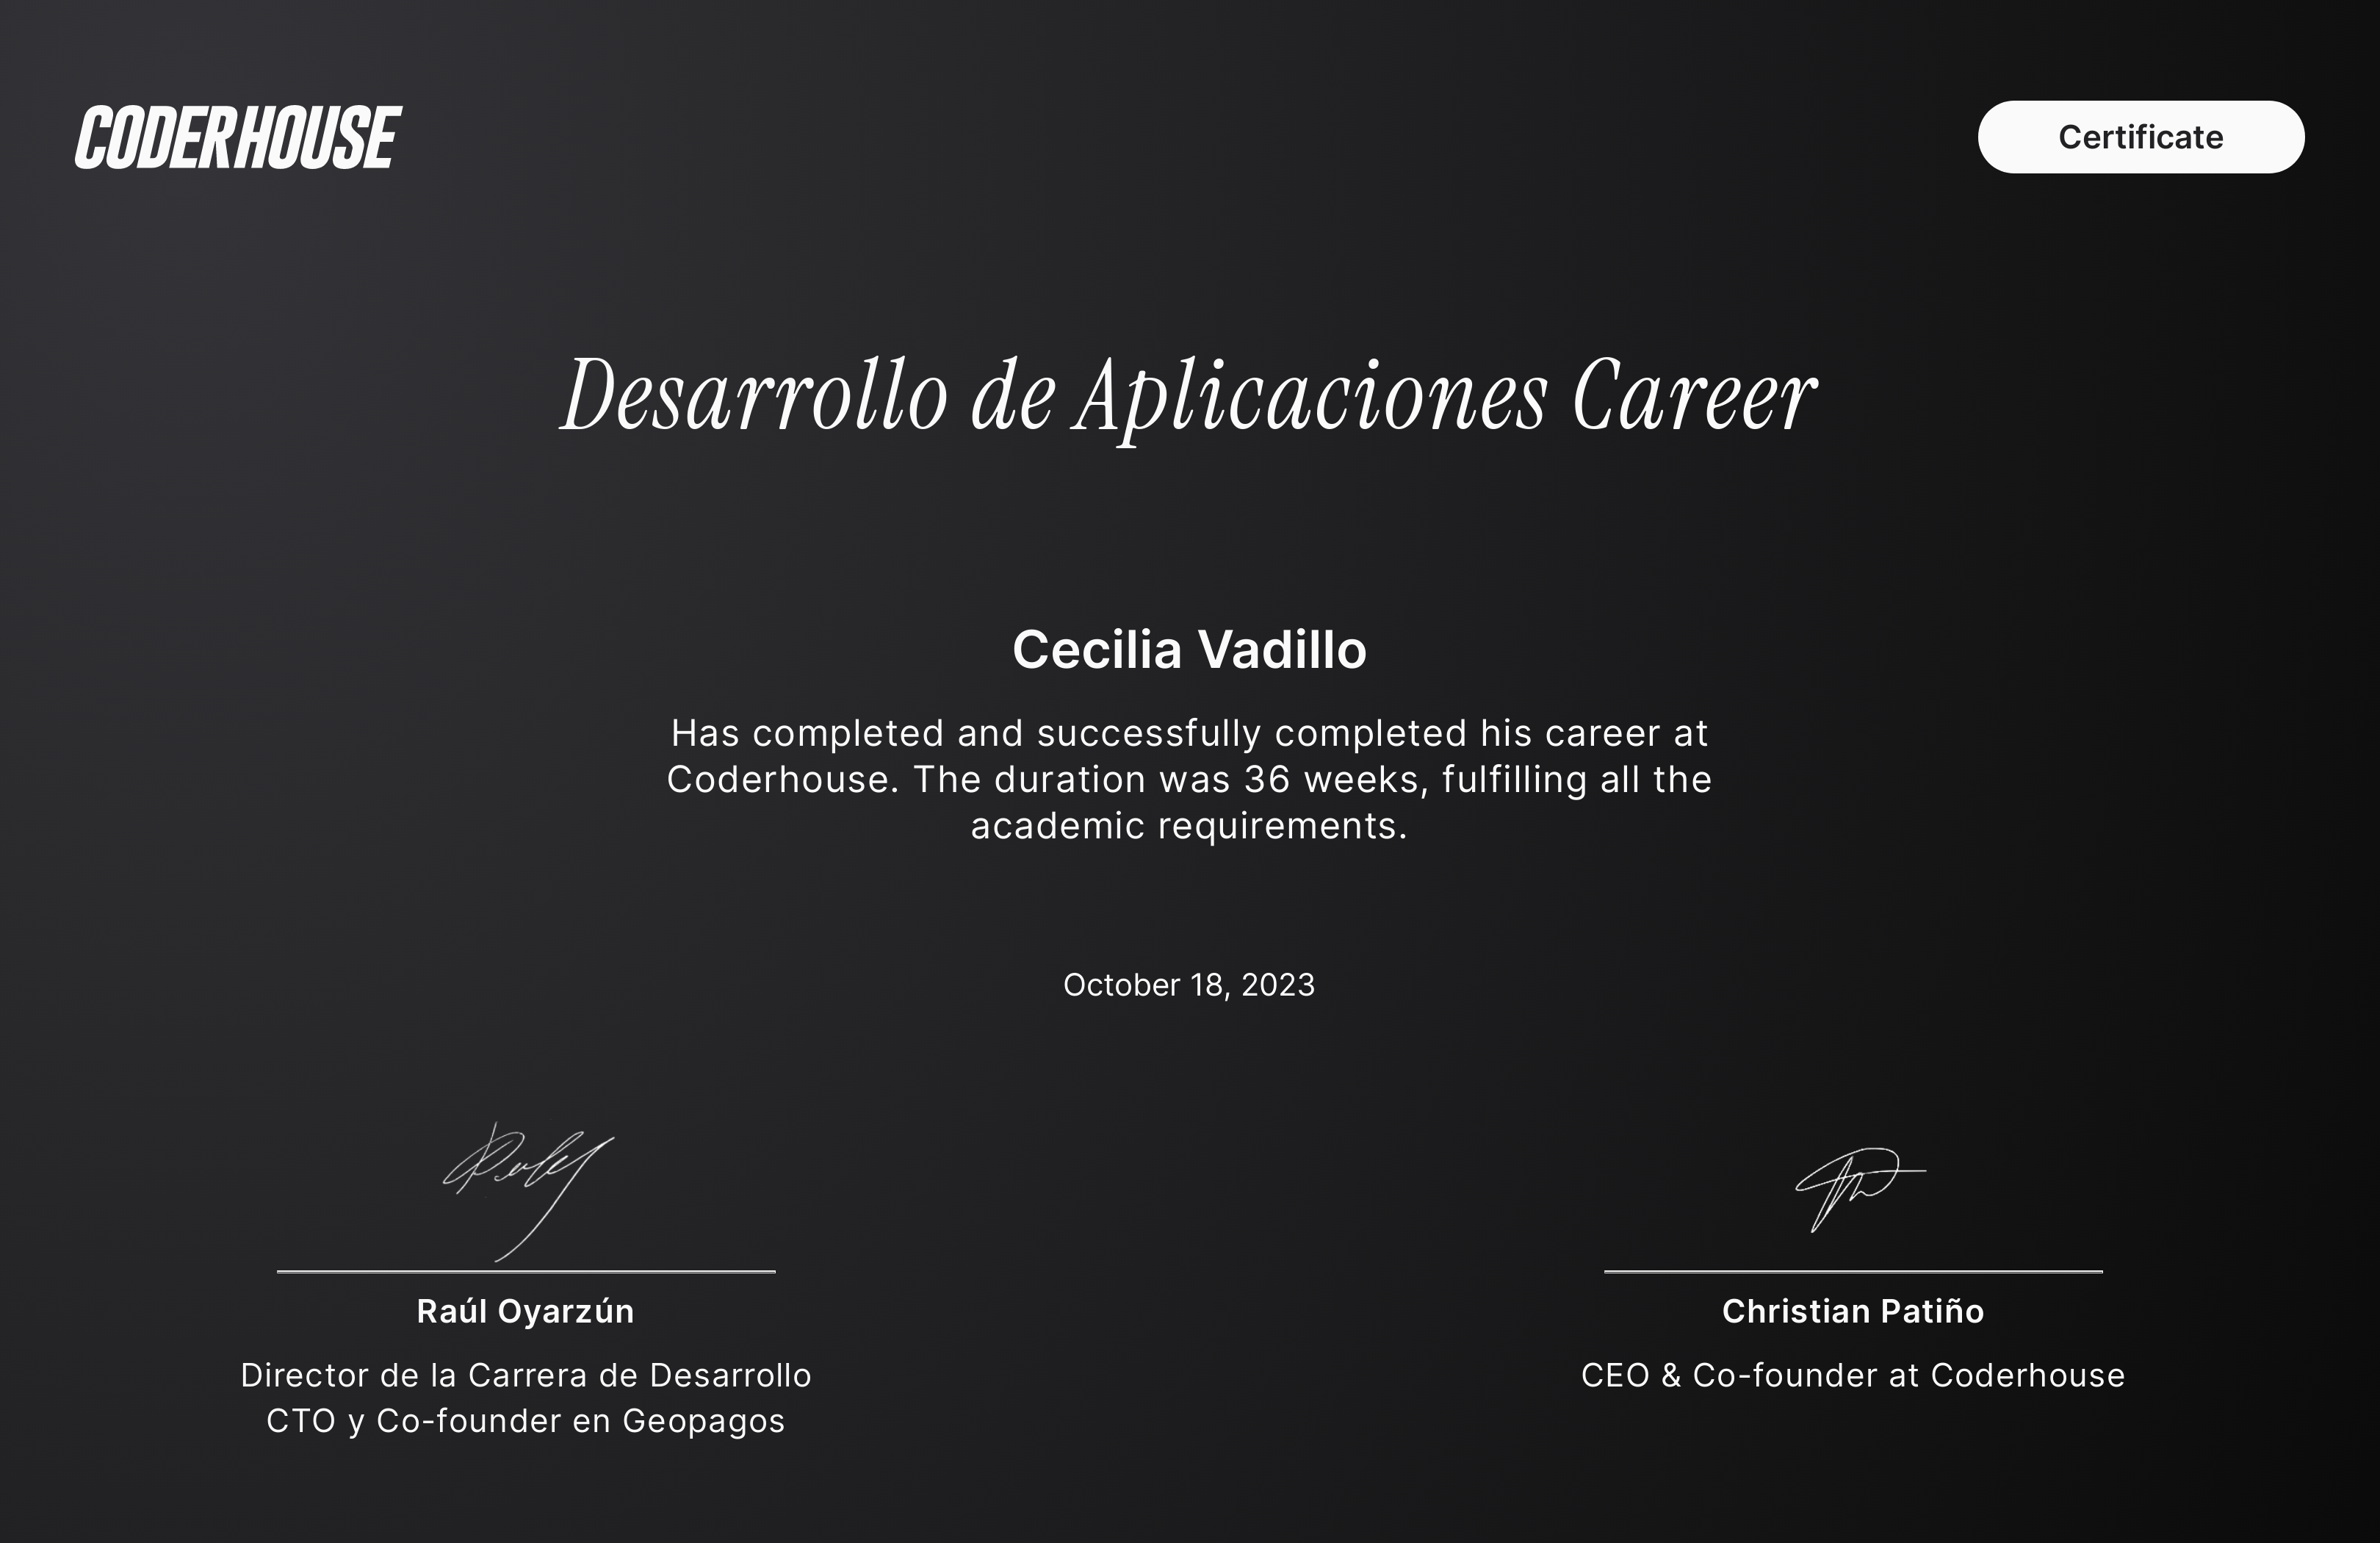 CODERHOUSE
Certificate
Desarrollo de Aplicaciones Career
Cecilia Vadillo
Has completed and successfully completed his career at
Coderhouse. The duration was 36 weeks, fulfilling all the
academic requirements.
October 18, 2023
Raúl Oyarzún
Director de la Carrera de Desarrollo
CTO y Co-founder en Geopagos
Christian Patiño
CEO & Co-founder at Coderhouse